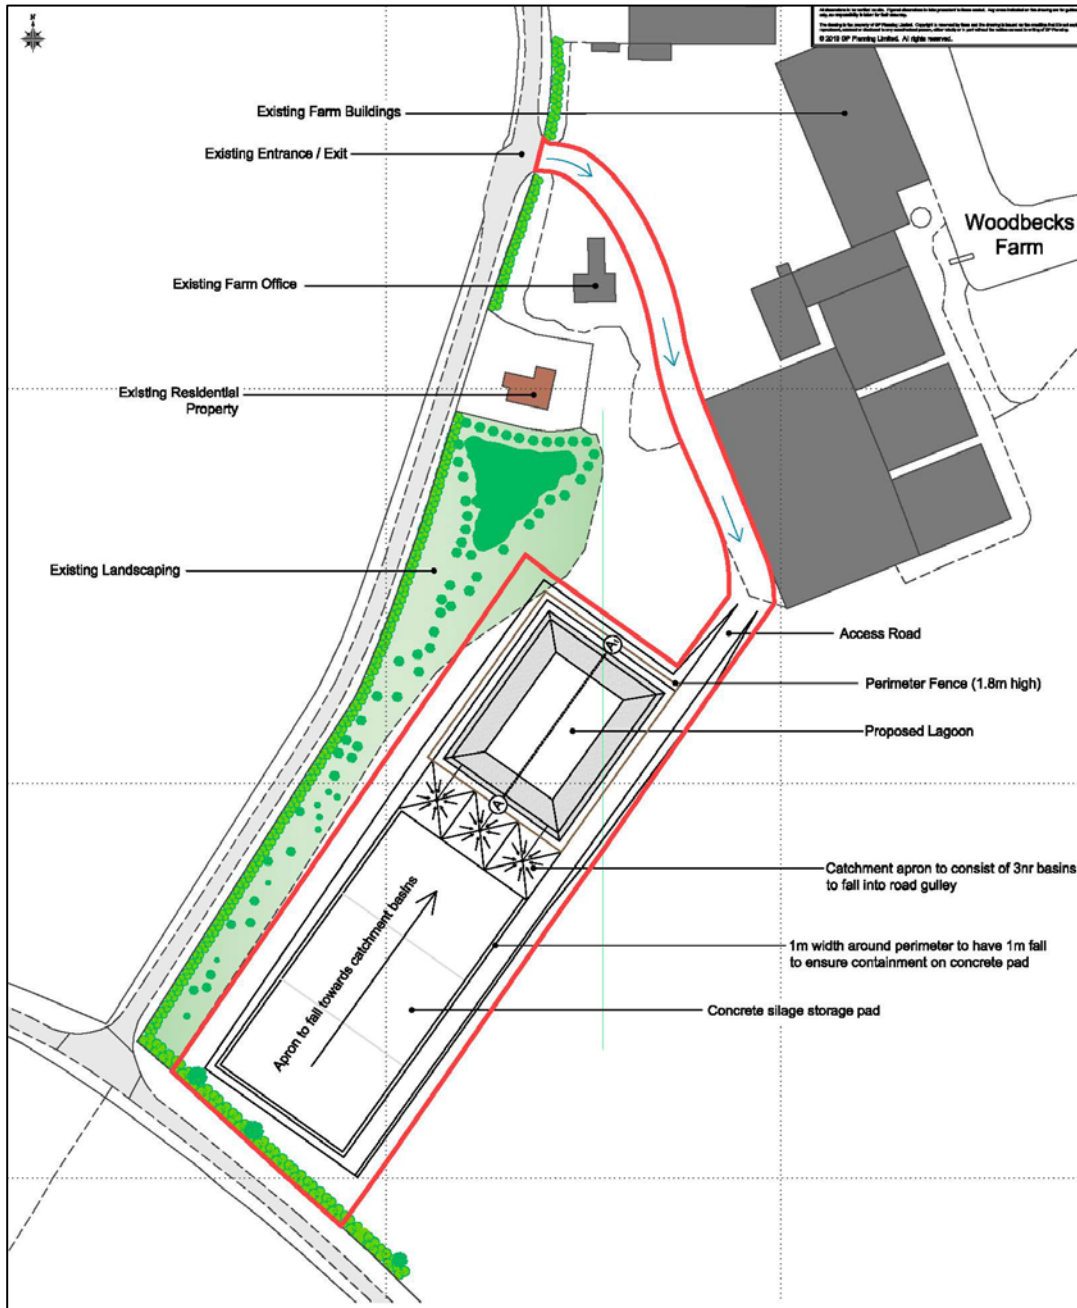 N
© 2019 DP Planning Limited. All rights reserved.
Existing Farm Buildings
Existing Entrance / Exit
Woodbecks
Farm
Existing Farm Office
Existing Residential
Property
Existing Landscaping
Access Road
Perimeter Fence (1.8m high)
Proposed Lagoon
A
A
Catchment apron to consist of 3nr basins
to fall into road gulley
Apron to fall towards catchment basins
1m width around perimeter to have 1m fall
to ensure containment on concrete pad
Concrete silage storage pad